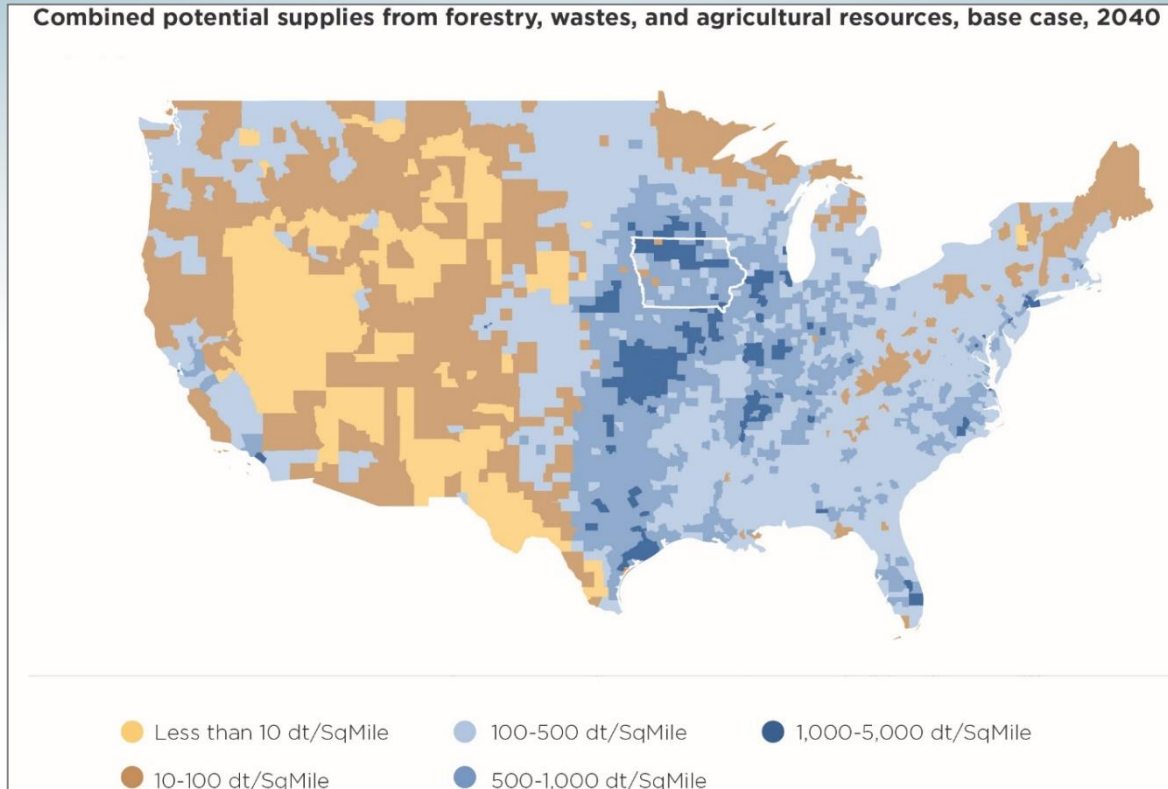 Combined potential supplies from forestry, wastes, and agricultural resources, base case, 2040
Less than 10 dt/SqMile
100-500 dt/SqMile
1,000-5,000 dt/SqMile
10-100 dt/SqMile
500-1,000 dt/SqMile